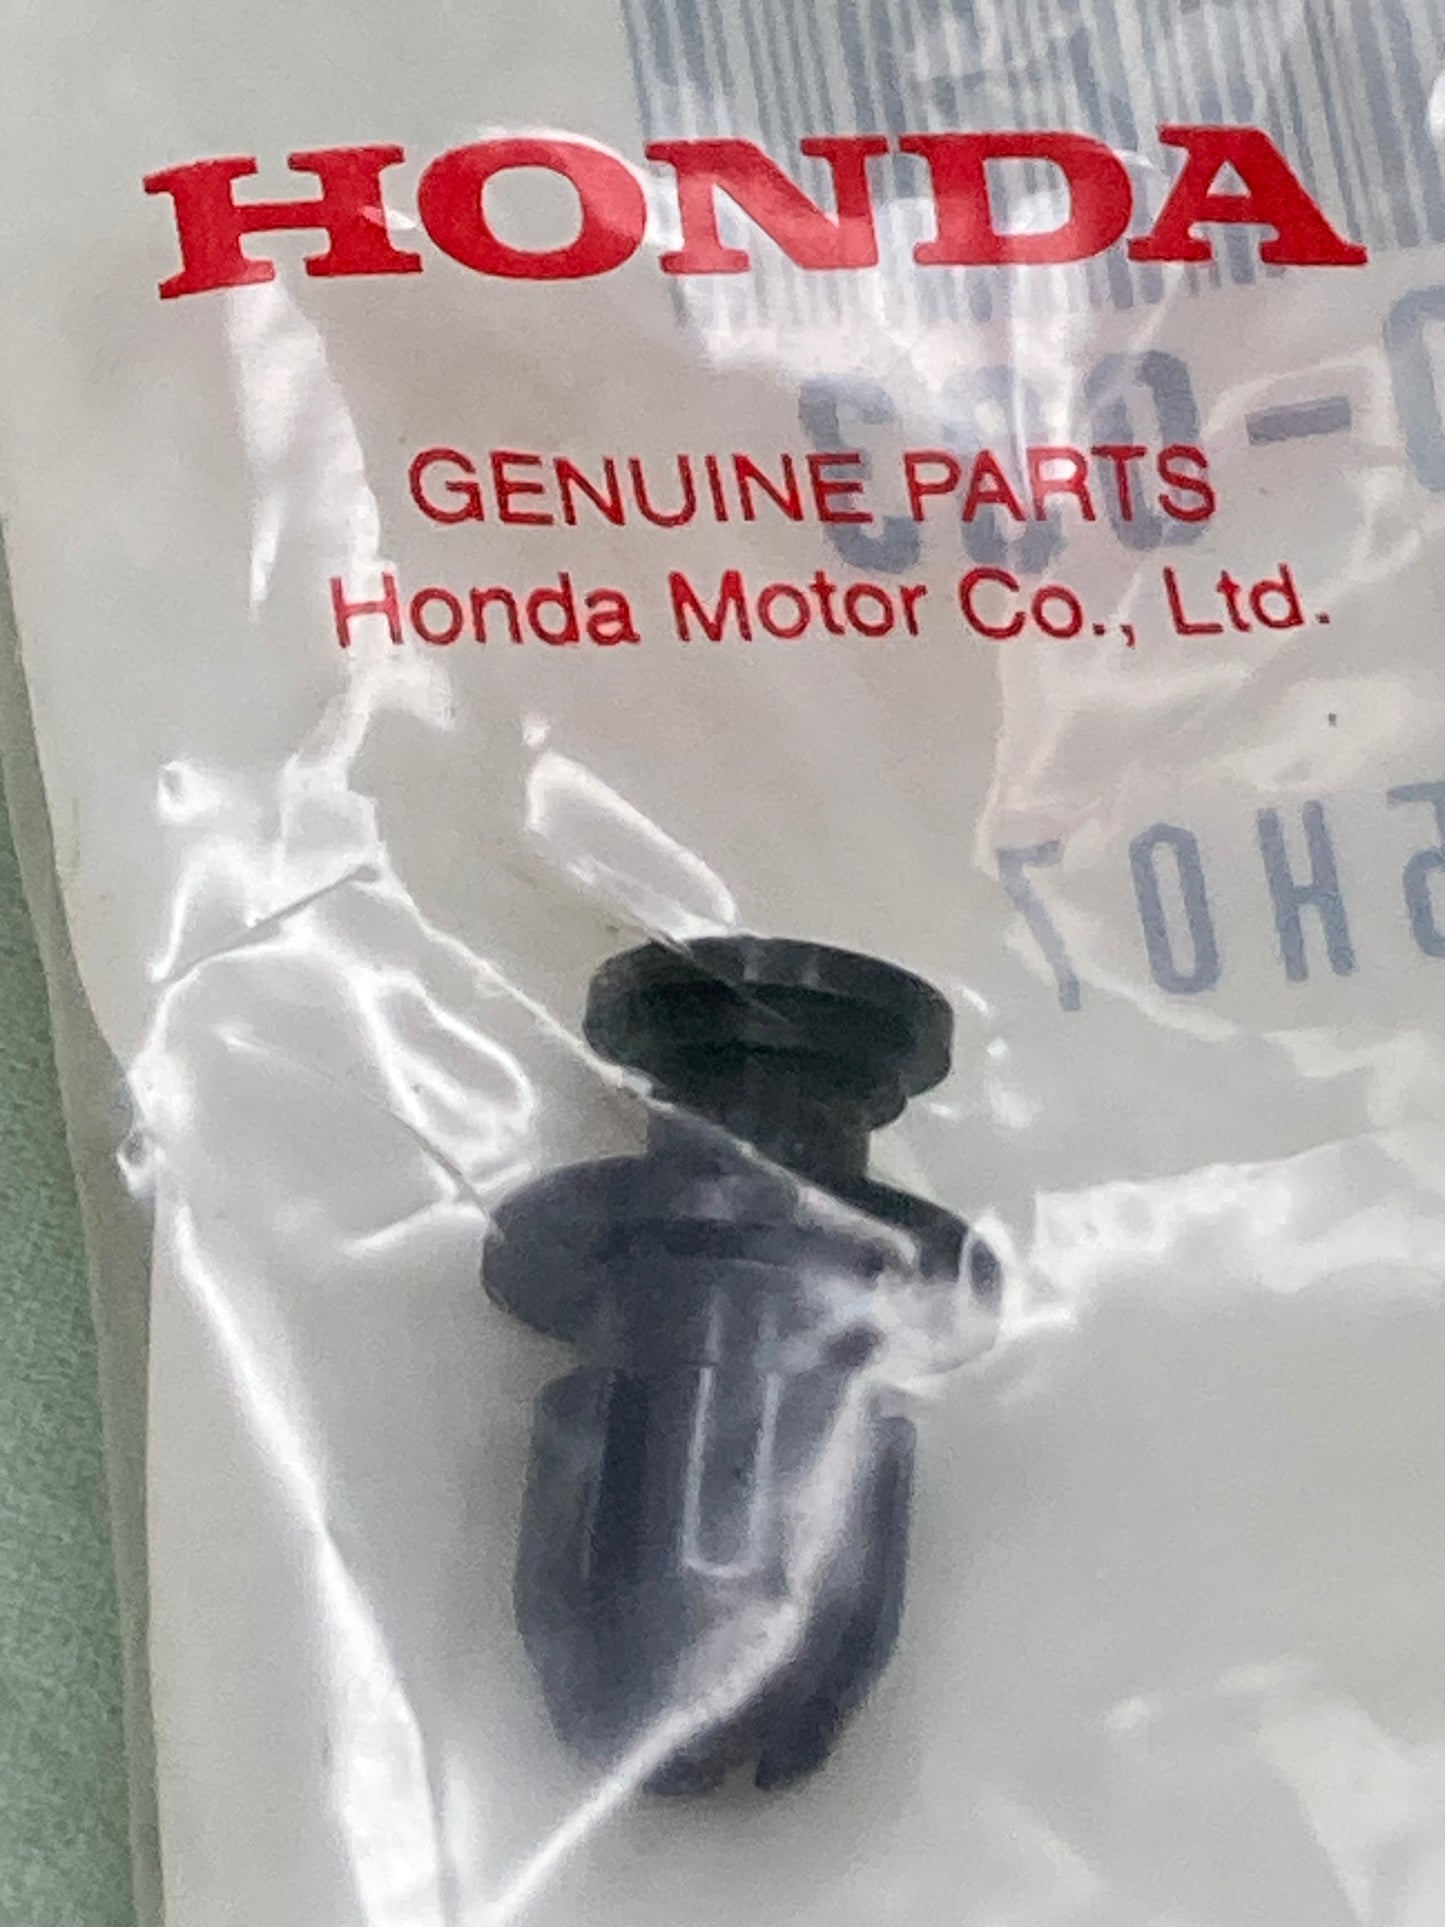 HONDA
GENUINE PARTS
Honda Motor Co., Ltd.